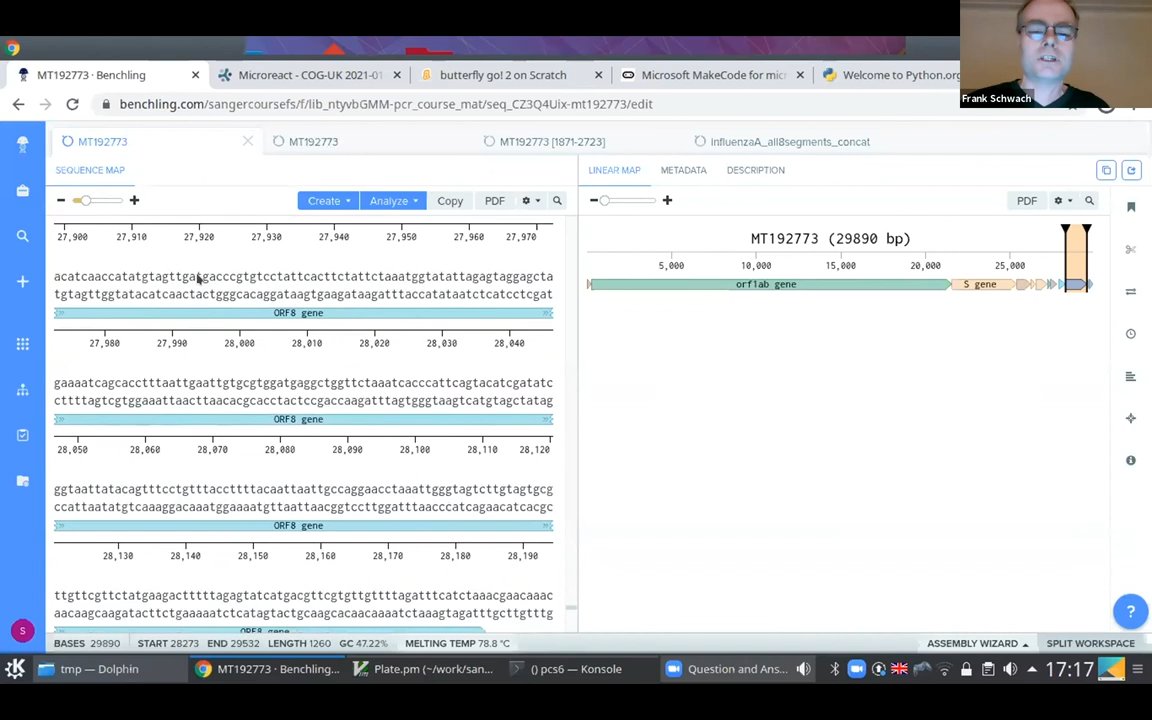 MT192773 · Benchling
Microreact - COG-UK 2021-01
butterfly go! 2 on Scratch
Microsoft MakeCode for micr
Welcome to Python.org
Frank Schwach
benchling.com/sangercoursefs/f/lib_ntyvbGMM-pcr_course_mat/seq_CZ3Q4Uix-mt192773/edit
MT192773
MT192773
MT192773 [1871-2723]
InfluenzaA_all8segments_concat
SEQUENCE MAP
LINEAR MAP
METADATA
DESCRIPTION
Create
Analyze
Copy
PDF
PDF
27,900 27,910 27,920 27,930 27,940 27,950 27,960 27,970
acatcaaccatatgtagttgatgacccgtgtcctattcacttctattctaaatggtatattagagtaggagcta
tgtagttggtatacatcaactactgggcacaggataagtgaagataagatttaccatataatctcatcctcgat
ORF8 gene
27,980 27,990 28,000 28,010 28,020 28,030 28,040
gaaaatcagcacctttaattgaattgtgcgtggatgaggctggttctaaatcacccattcagtacatcgatatc
cttttagtcgtggaaattaacttaacacgcacctactccgaccaagatttagtgggtaagtcatgtagctatag
ORF8 gene
28,050 28,060 28,070 28,080 28,090 28,100 28,110 28,120
ggtaattatacagtttcctgtttaccttttacaattaattgccaggaacctaaattgggtagtcttgtagtgcg
ccattaatatgtcaaaggacaaatggaaaatgttaattaacggtccttggatttaacccatcagaacatcacgc
ORF8 gene
28,130 28,140 28,150 28,160 28,170 28,180 28,190
ttgttcgttctatgaagactttttagagtatcatgacgttcgtgttgttttagatttcatctaaacgaacaaac
aacaagcaagatacttctgaaaaatctcatagtactgcaagcacaacaaaatctaaagtagatttgcttgtttg
ORF8 gene
MT192773 (29890 bp)
5,000 10,000 15,000 20,000 25,000
orf1ab gene
S gene
BASES 29890 START 28273 END 29532 LENGTH 1260 GC 47.22% MELTING TEMP 78.8 °C
ASSEMBLY WIZARD
SPLIT WORKSPACE
?
S
tmp — Dolphin
MT192773 · Benchling...
Plate.pm (~/work/san...
() pcs6 — Konsole
Question and Ans...
17:17